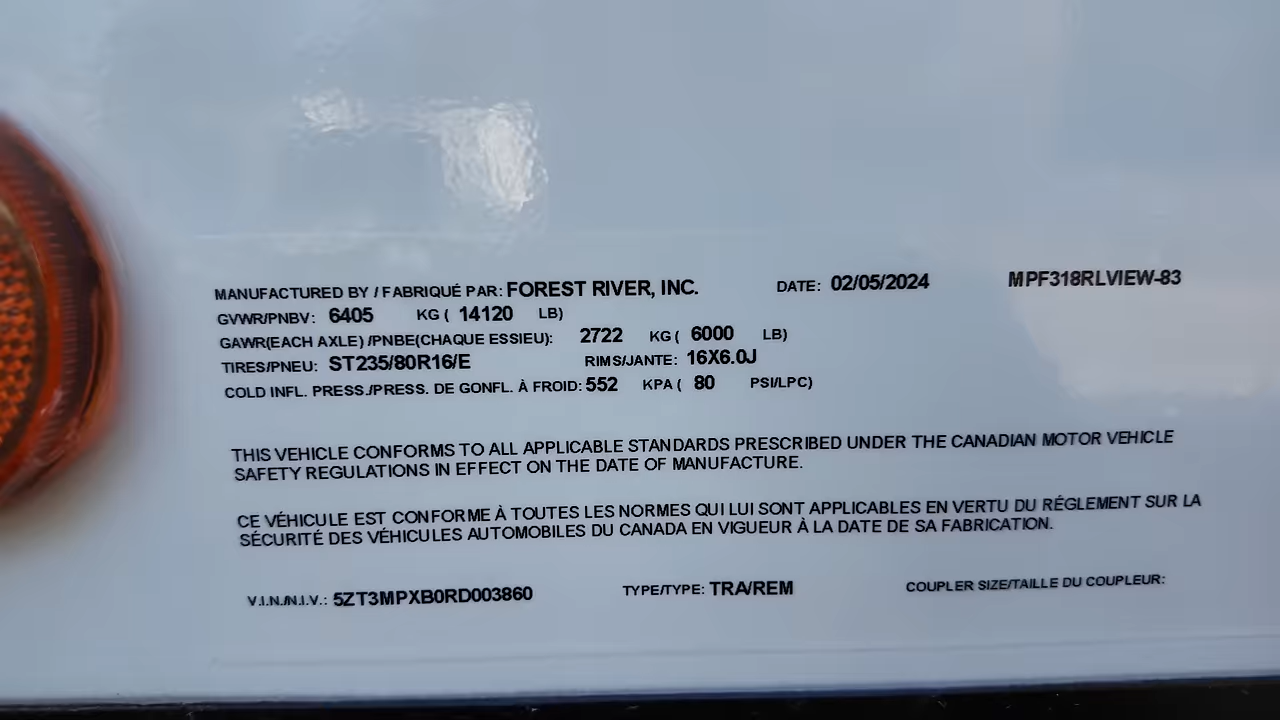 MANUFACTURED BY / FABRIQUÉ PAR: FOREST RIVER, INC. DATE: 02/05/2024 MPF318RLVIEW-83
GVWR/PNBV: 6405 KG ( 14120 LB)
GAWR(EACH AXLE) /PNBE(CHAQUE ESSIEU): 2722 KG ( 6000 LB)
TIRES/PNEU: ST235/80R16/E RIMS/JANTE: 16X6.0J
COLD INFL. PRESS./PRESS. DE GONFL. À FROID: 552 KPA ( 80 PSI/LPC)
THIS VEHICLE CONFORMS TO ALL APPLICABLE STANDARDS PRESCRIBED UNDER THE CANADIAN MOTOR VEHICLE
SAFETY REGULATIONS IN EFFECT ON THE DATE OF MANUFACTURE.
CE VÉHICULE EST CONFORME À TOUTES LES NORMES QUI LUI SONT APPLICABLES EN VERTU DU RÉGLEMENT SUR LA
SÉCURITÉ DES VÉHICULES AUTOMOBILES DU CANADA EN VIGUEUR À LA DATE DE SA FABRICATION.
V.I.N./N.I.V.: 5ZT3MPXB0RD003860 TYPE/TYPE: TRA/REM COUPLER SIZE/TAILLE DU COUPLEUR: